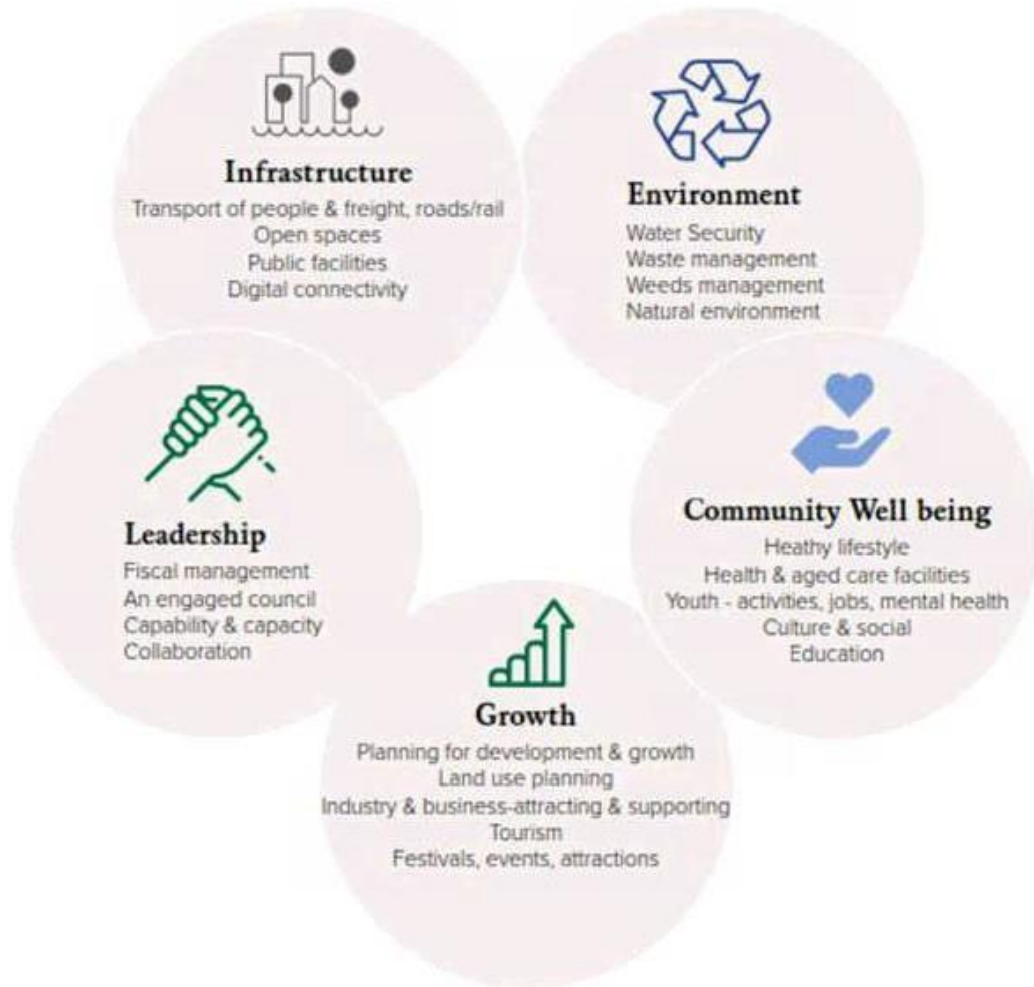 Infrastructure
Transport of people & freight, roads/rail
Open spaces
Public facilities
Digital connectivity
Environment
Water Security
Waste management
Weeds management
Natural environment
Leadership
Fiscal management
An engaged council
Capability & capacity
Collaboration
Community Well being
Heathy lifestyle
Health & aged care facilities
Youth - activities, jobs, mental health
Culture & social
Education
Growth
Planning for development & growth
Land use planning
Industry & business-attracting & supporting
Tourism
Festivals, events, attractions